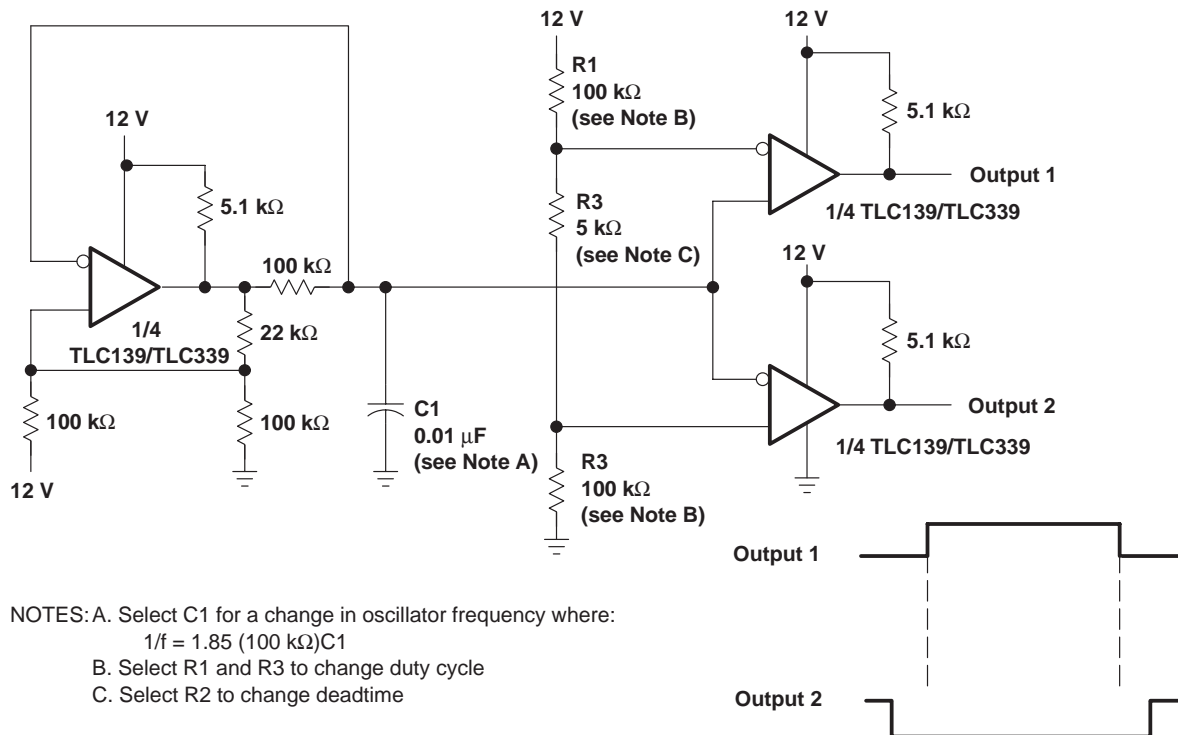 12 V
12 V
R1
100 kΩ
(see Note B)
5.1 kΩ
12 V
Output 1
5.1 kΩ
R3
5 kΩ
(see Note C)
1/4 TLC139/TLC339
12 V
100 kΩ
1/4
TLC139/TLC339
22 kΩ
5.1 kΩ
100 kΩ
100 kΩ
C1
0.01 μF
(see Note A)
Output 2
1/4 TLC139/TLC339
12 V
R3
100 kΩ
(see Note B)
Output 1
NOTES: A. Select C1 for a change in oscillator frequency where:
1/f = 1.85 (100 kΩ)C1
B. Select R1 and R3 to change duty cycle
C. Select R2 to change deadtime
Output 2